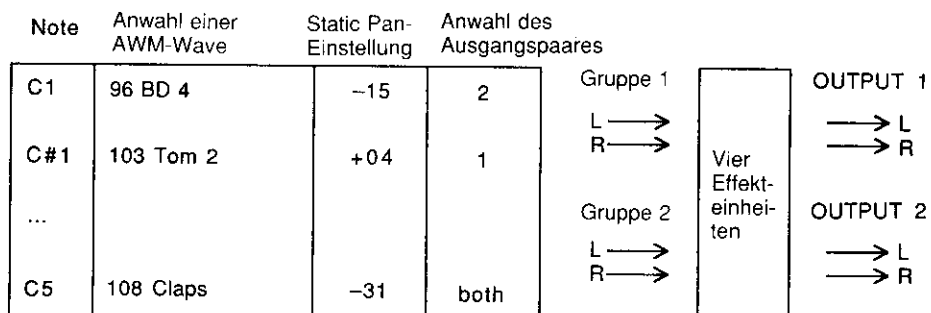 Note Anwahl einer AWM-Wave Static Pan-Einstellung Anwahl des Ausgangspaares
C1 96 BD 4 −15 2
C#1 103 Tom 2 +04 1
...
C5 108 Claps −31 both
Gruppe 1
L
R
Gruppe 2
L
R
Vier
Effekt-
einhei-
ten
OUTPUT 1
L
R
OUTPUT 2
L
R